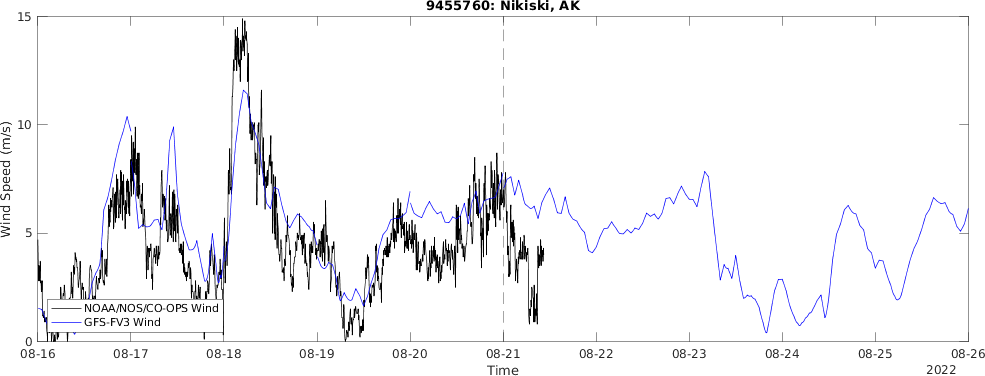 9455760: Nikiski, AK
15
10
5
0
Wind Speed (m/s)
NOAA/NOS/CO-OPS Wind
GFS-FV3 Wind
08-16 08-17 08-18 08-19 08-20 08-21 08-22 08-23 08-24 08-25 08-26
Time
2022